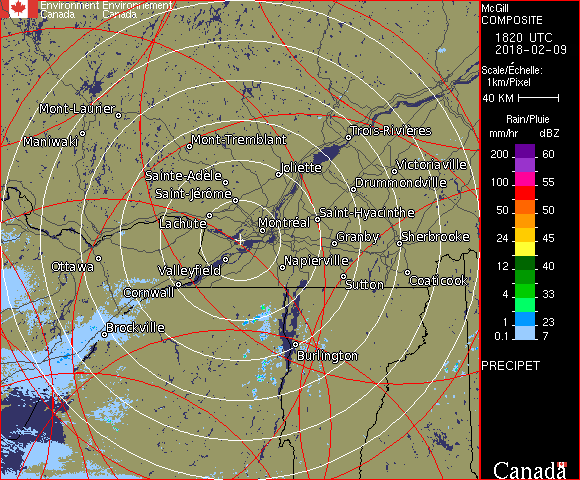 Environment Environnement
Canada Canada
McGill
COMPOSITE
1820 UTC
2018-02-09
Scale/Échelle:
1km/Pixel
40 KM
Rain/Pluie
mm/hr dBZ
200 60
55
100 55
50 50
24 45
12 40
4 33
1 23
0.1 7
PRECIPET
Mont-Laurier
Maniwaki
Mont-Tremblant
Trois-Rivières
Sainte-Adèle
Joliette
Victoriaville
Saint-Jérôme
Drummondville
Lachute
Montréal
Saint-Hyacinthe
Granby
Sherbrooke
Ottawa
Valleyfield
Napierville
Cornwall
Sutton
Coaticook
Brockville
Burlington
Canada